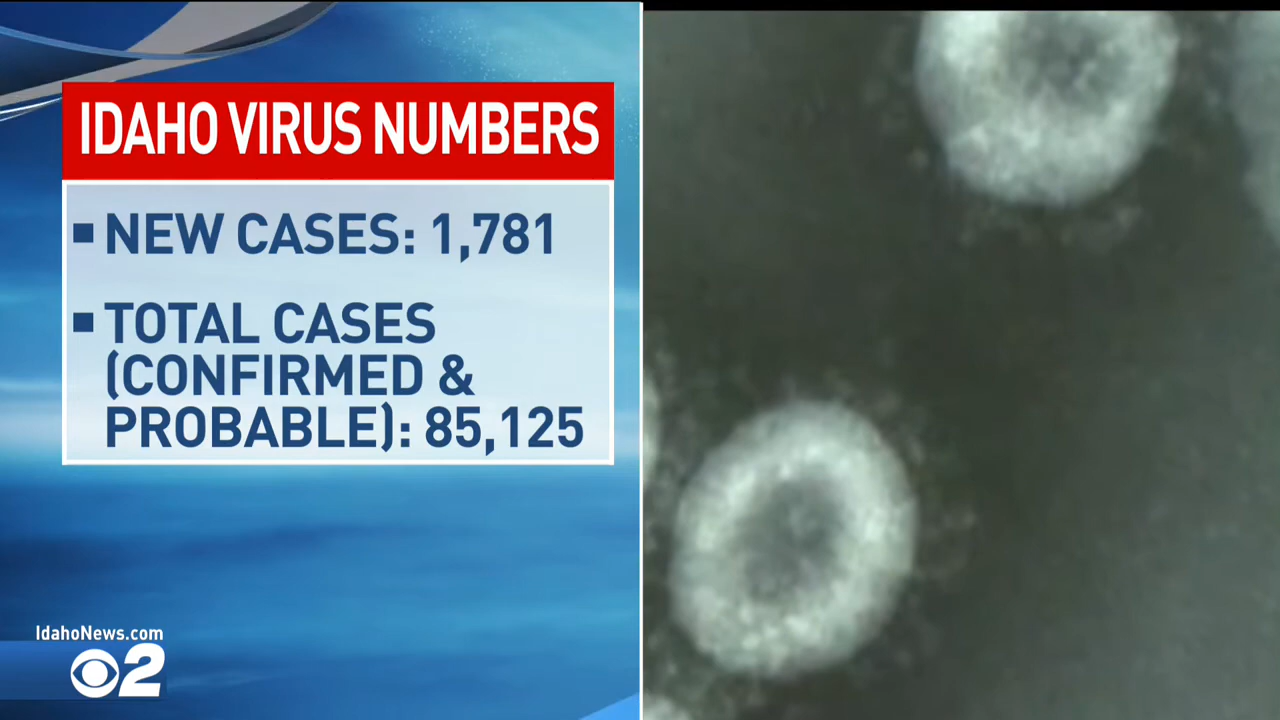 IDAHO VIRUS NUMBERS
▪ NEW CASES: 1,781
▪ TOTAL CASES
(CONFIRMED &
PROBABLE): 85,125
IdahoNews.com
2